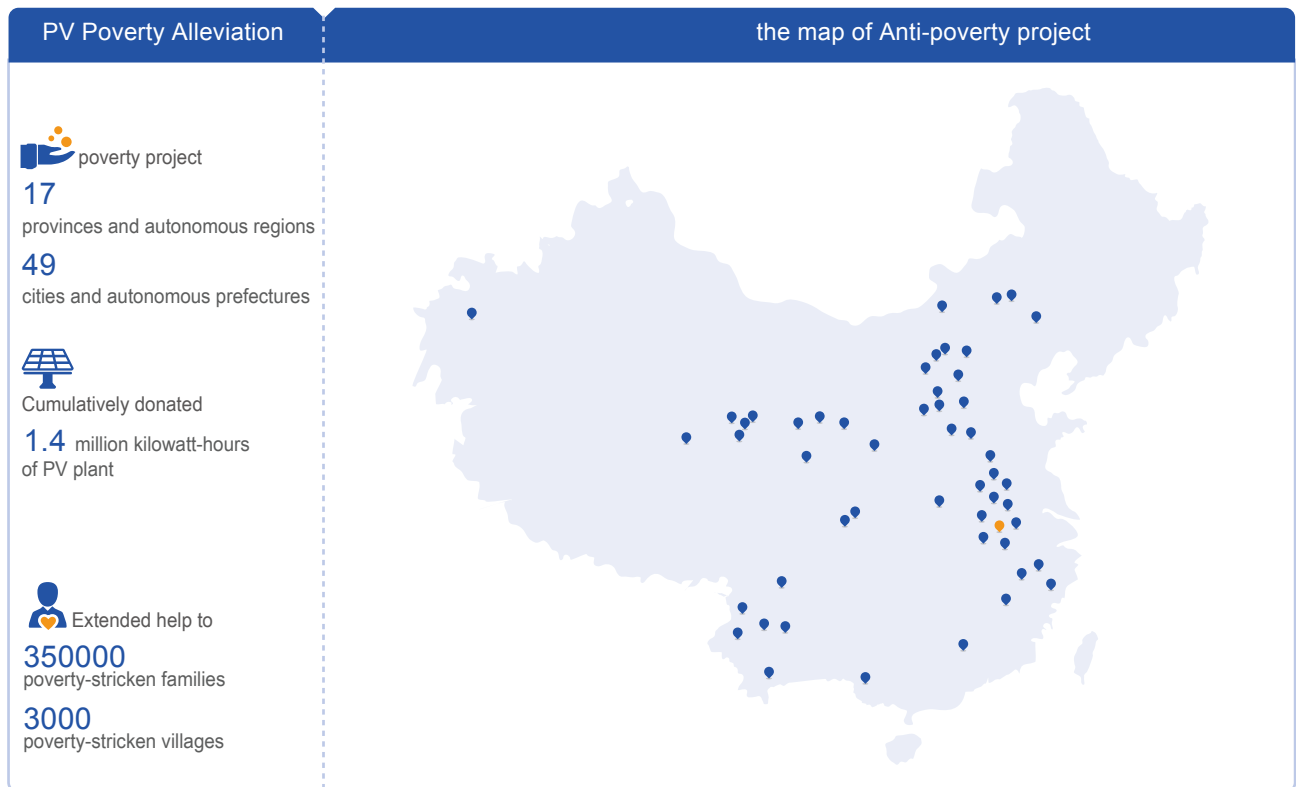 PV Poverty Alleviation
the map of Anti-poverty project
poverty project
17
provinces and autonomous regions
49
cities and autonomous prefectures
Cumulatively donated
1.4 million kilowatt-hours
of PV plant
Extended help to
350000
poverty-stricken families
3000
poverty-stricken villages